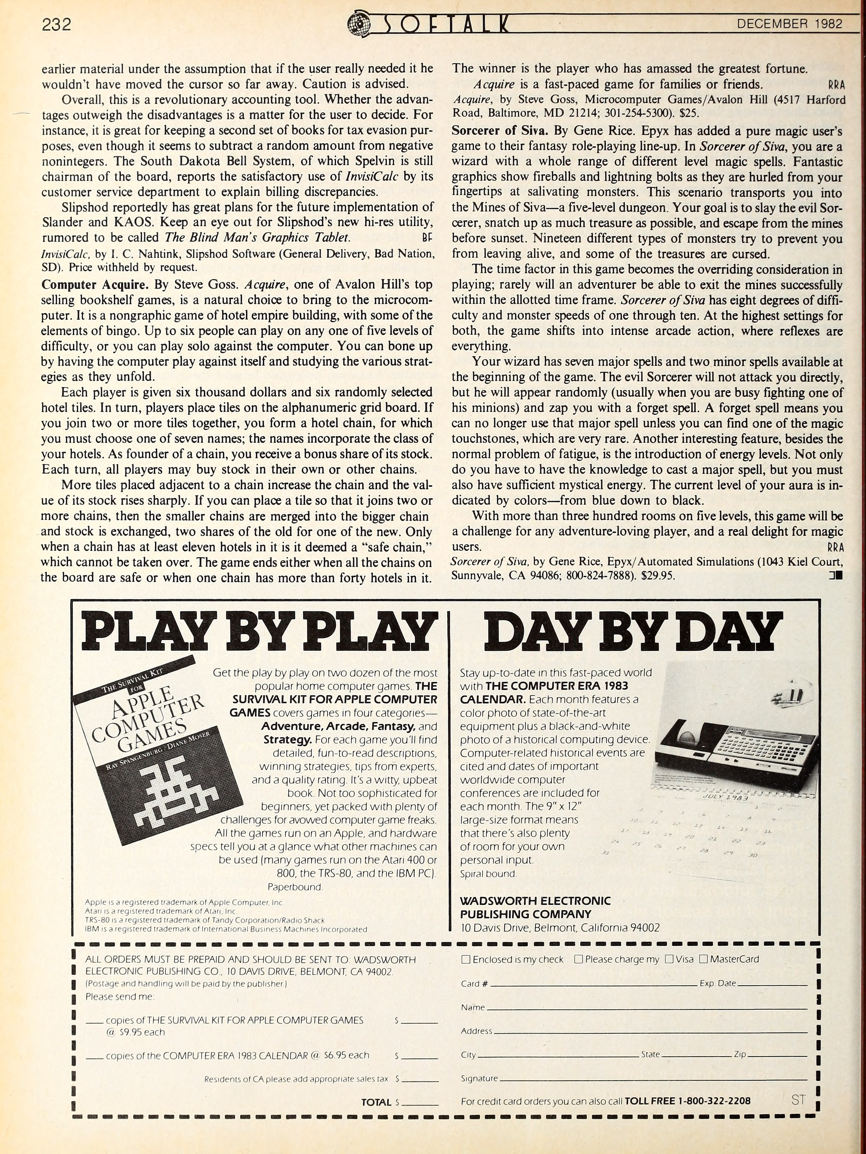 232
SOFTALK
DECEMBER 1982
earlier material under the assumption that if the user really needed it he
wouldn't have moved the cursor so far away. Caution is advised.
Overall, this is a revolutionary accounting tool. Whether the advan-
tages outweigh the disadvantages is a matter for the user to decide. For
instance, it is great for keeping a second set of books for tax evasion pur-
poses, even though it seems to subtract a random amount from negative
nonintegers. The South Dakota Bell System, of which Spelvin is still
chairman of the board, reports the satisfactory use of InvisiCalc by its
customer service department to explain billing discrepancies.
Slipshod reportedly has great plans for the future implementation of
Slander and KAOS. Keep an eye out for Slipshod's new hi-res utility,
rumored to be called The Blind Man's Graphics Tablet. BF
InvisiCalc, by I. C. Nahtink, Slipshod Software (General Delivery, Bad Nation,
SD). Price withheld by request.
Computer Acquire. By Steve Goss. Acquire, one of Avalon Hill's top
selling bookshelf games, is a natural choice to bring to the microcom-
puter. It is a nongraphic game of hotel empire building, with some of the
elements of bingo. Up to six people can play on any one of five levels of
difficulty, or you can play solo against the computer. You can bone up
by having the computer play against itself and studying the various strat-
egies as they unfold.
Each player is given six thousand dollars and six randomly selected
hotel tiles. In turn, players place tiles on the alphanumeric grid board. If
you join two or more tiles together, you form a hotel chain, for which
you must choose one of seven names; the names incorporate the class of
your hotels. As founder of a chain, you receive a bonus share of its stock.
Each turn, all players may buy stock in their own or other chains.
More tiles placed adjacent to a chain increase the chain and the val-
ue of its stock rises sharply. If you can place a tile so that it joins two or
more chains, then the smaller chains are merged into the bigger chain
and stock is exchanged, two shares of the old for one of the new. Only
when a chain has at least eleven hotels in it is it deemed a "safe chain,"
which cannot be taken over. The game ends either when all the chains on
the board are safe or when one chain has more than forty hotels in it.
The winner is the player who has amassed the greatest fortune.
Acquire is a fast-paced game for families or friends. RRA
Acquire, by Steve Goss, Microcomputer Games/Avalon Hill (4517 Harford
Road, Baltimore, MD 21214; 301-254-5300). $25.
Sorcerer of Siva. By Gene Rice. Epyx has added a pure magic user's
game to their fantasy role-playing line-up. In Sorcerer of Siva, you are a
wizard with a whole range of different level magic spells. Fantastic
graphics show fireballs and lightning bolts as they are hurled from your
fingertips at salivating monsters. This scenario transports you into
the Mines of Siva—a five-level dungeon. Your goal is to slay the evil Sor-
cerer, snatch up as much treasure as possible, and escape from the mines
before sunset. Nineteen different types of monsters try to prevent you
from leaving alive, and some of the treasures are cursed.
The time factor in this game becomes the overriding consideration in
playing; rarely will an adventurer be able to exit the mines successfully
within the allotted time frame. Sorcerer of Siva has eight degrees of diffi-
culty and monster speeds of one through ten. At the highest settings for
both, the game shifts into intense arcade action, where reflexes are
everything.
Your wizard has seven major spells and two minor spells available at
the beginning of the game. The evil Sorcerer will not attack you directly,
but he will appear randomly (usually when you are busy fighting one of
his minions) and zap you with a forget spell. A forget spell means you
can no longer use that major spell unless you can find one of the magic
touchstones, which are very rare. Another interesting feature, besides the
normal problem of fatigue, is the introduction of energy levels. Not only
do you have to have the knowledge to cast a major spell, but you must
also have sufficient mystical energy. The current level of your aura is in-
dicated by colors—from blue down to black.
With more than three hundred rooms on five levels, this game will be
a challenge for any adventure-loving player, and a real delight for magic
users. RRA
Sorcerer of Siva, by Gene Rice, Epyx/Automated Simulations (1043 Kiel Court,
Sunnyvale, CA 94086; 800-824-7888). $29.95.
PLAY BY PLAY
THE SURVIVAL KIT
FOR
APPLE
COMPUTER
GAMES
RAY SPANGENBURG / DIANE MOSER
Get the play by play on two dozen of the most
popular home computer games. THE
SURVIVAL KIT FOR APPLE COMPUTER
GAMES covers games in four categories—
Adventure, Arcade, Fantasy, and
Strategy. For each game you'll find
detailed, fun-to-read descriptions,
winning strategies, tips from experts,
and a quality rating. It's a witty, upbeat
book. Not too sophisticated for
beginners, yet packed with plenty of
challenges for avowed computer game freaks.
All the games run on an Apple, and hardware
specs tell you at a glance what other machines can
be used (many games run on the Atari 400 or
800, the TRS-80, and the IBM PC).
Paperbound.
Apple is a registered trademark of Apple Computer, Inc.
Atari is a registered trademark of Atari, Inc.
TRS-80 is a registered trademark of Tandy Corporation/Radio Shack
IBM is a registered trademark of International Business Machines Incorporated
DAY BY DAY
Stay up-to-date in this fast-paced world
with THE COMPUTER ERA 1983
CALENDAR. Each month features a
color photo of state-of-the-art
equipment plus a black-and-white
photo of a historical computing device.
Computer-related historical events are
cited and dates of important
worldwide computer
conferences are included for
each month. The 9" x 12"
large-size format means
that there's also plenty
of room for your own
personal input.
Spiral bound.
JULY 1983
WADSWORTH ELECTRONIC
PUBLISHING COMPANY
10 Davis Drive, Belmont, California 94002
ALL ORDERS MUST BE PREPAID AND SHOULD BE SENT TO: WADSWORTH
ELECTRONIC PUBLISHING CO., 10 DAVIS DRIVE, BELMONT, CA 94002.
(Postage and handling will be paid by the publisher.)
Please send me:
____ copies of THE SURVIVAL KIT FOR APPLE COMPUTER GAMES $ ______
@ $9.95 each
____ copies of the COMPUTER ERA 1983 CALENDAR @ $6.95 each $ ______
Residents of CA please add appropriate sales tax $ ______
TOTAL $ ______
☐ Enclosed is my check ☐ Please charge my ☐ Visa ☐ MasterCard
Card # ______ Exp. Date ______
Name ______
Address ______
City ______ State ______ Zip ______
Signature ______
For credit card orders you can also call TOLL FREE 1-800-322-2208 ST